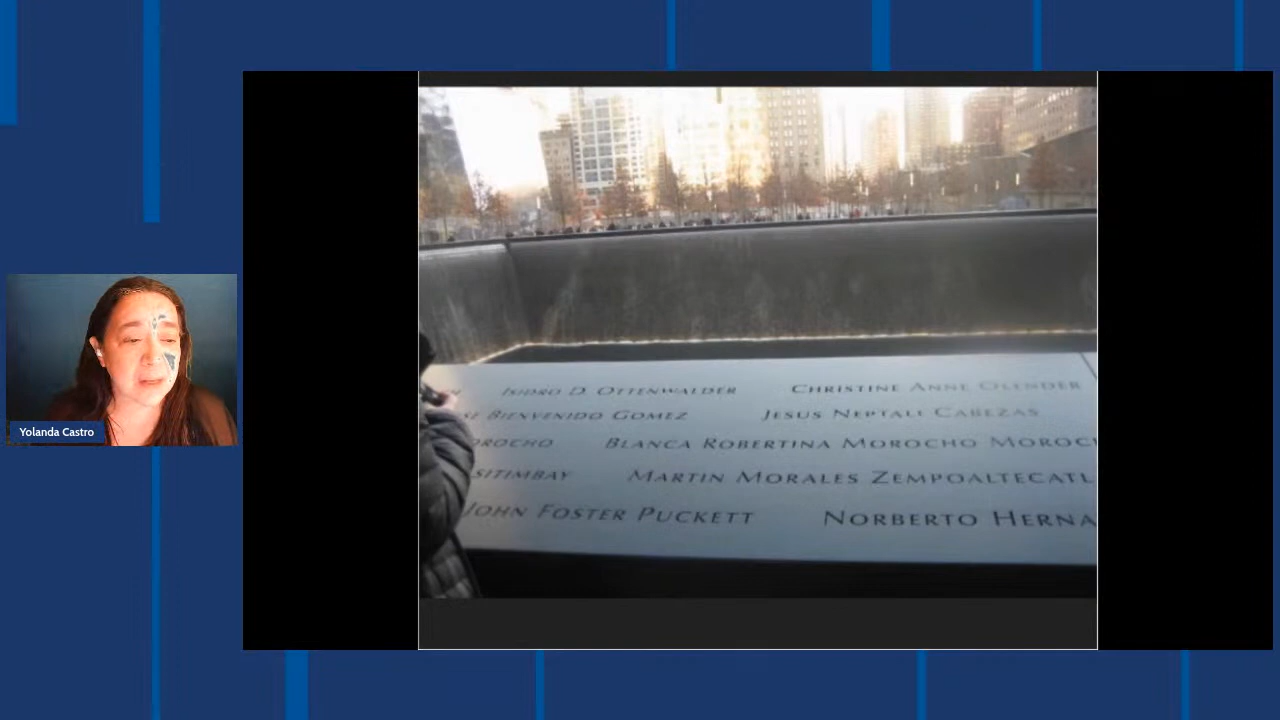 Yolanda Castro
Isidro D. Ottenwalder Christine Anne Olender
Bienvenido Gomez Jesus Neptali Cabezas
Blanca Robertina Morocho
Martin Morales Zempoaltecatl
John Foster Puckett Norberto